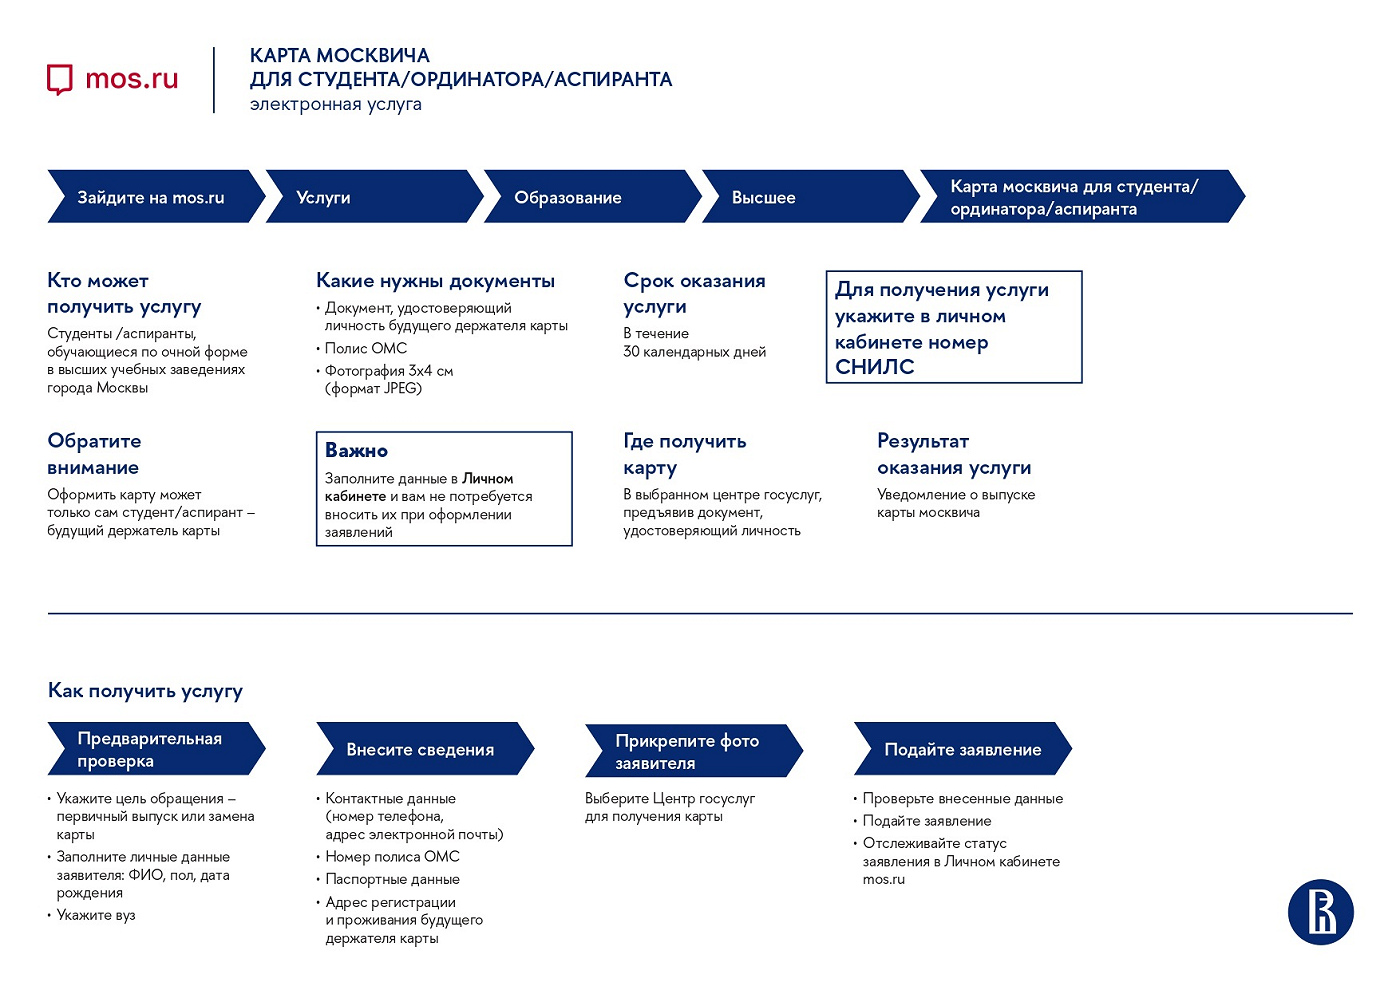 mos.ru
КАРТА МОСКВИЧА
ДЛЯ СТУДЕНТА/ОРДИНАТОРА/АСПИРАНТА
электронная услуга
Зайдите на mos.ru
Услуги
Образование
Высшее
Карта москвича для студента/
ординатора/аспиранта
Кто может
получить услугу
Студенты /аспиранты,
обучающиеся по очной форме
в высших учебных заведениях
города Москвы
Какие нужны документы
• Документ, удостоверяющий
личность будущего держателя карты
• Полис ОМС
• Фотография 3х4 см
(формат JPEG)
Срок оказания
услуги
В течение
30 календарных дней
Для получения услуги
укажите в личном
кабинете номер
СНИЛС
Обратите
внимание
Оформить карту может
только сам студент/аспирант –
будущий держатель карты
Важно
Заполните данные в Личном
кабинете и вам не потребуется
вносить их при оформлении
заявлений
Где получить
карту
В выбранном центре госуслуг,
предъявив документ,
удостоверяющий личность
Результат
оказания услуги
Уведомление о выпуске
карты москвича
Как получить услугу
Предварительная
проверка
• Укажите цель обращения –
первичный выпуск или замена
карты
• Заполните личные данные
заявителя: ФИО, пол, дата
рождения
• Укажите вуз
Внесите сведения
• Контактные данные
(номер телефона,
адрес электронной почты)
• Номер полиса ОМС
• Паспортные данные
• Адрес регистрации
и проживания будущего
держателя карты
Прикрепите фото
заявителя
Выберите Центр госуслуг
для получения карты
Подайте заявление
• Проверьте внесенные данные
• Подайте заявление
• Отслеживайте статус
заявления в Личном кабинете
mos.ru